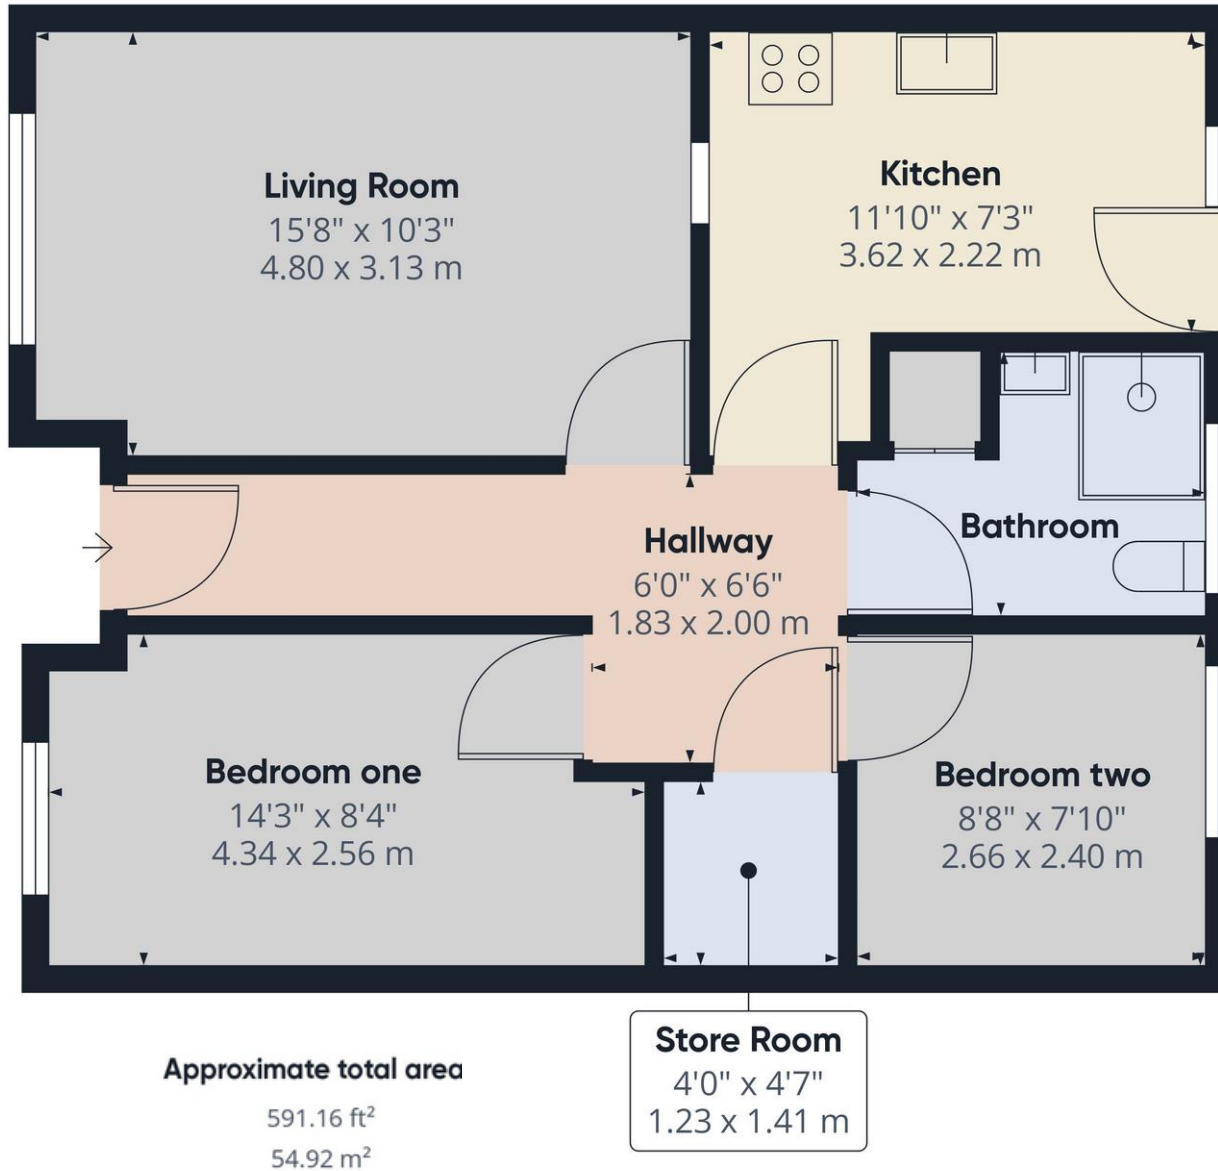 Living Room
15'8" x 10'3"
4.80 x 3.13 m
Kitchen
11'10" x 7'3"
3.62 x 2.22 m
Hallway
6'0" x 6'6"
1.83 x 2.00 m
Bathroom
Bedroom one
14'3" x 8'4"
4.34 x 2.56 m
Bedroom two
8'8" x 7'10"
2.66 x 2.40 m
Store Room
4'0" x 4'7"
1.23 x 1.41 m
Approximate total area
591.16 ft²
54.92 m²